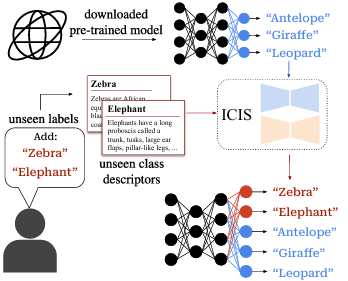 downloaded
pre-trained model
"Antelope"
"Giraffe"
"Leopard"
Zebra
Zebras are African
Elephant
Elephants have a long
proboscis called a
trunk, tusks, large ear
flaps, pillar-like legs, ...
unseen labels
Add:
"Zebra"
"Elephant"
unseen class
descriptors
ICIS
"Zebra"
"Elephant"
"Antelope"
"Giraffe"
"Leopard"